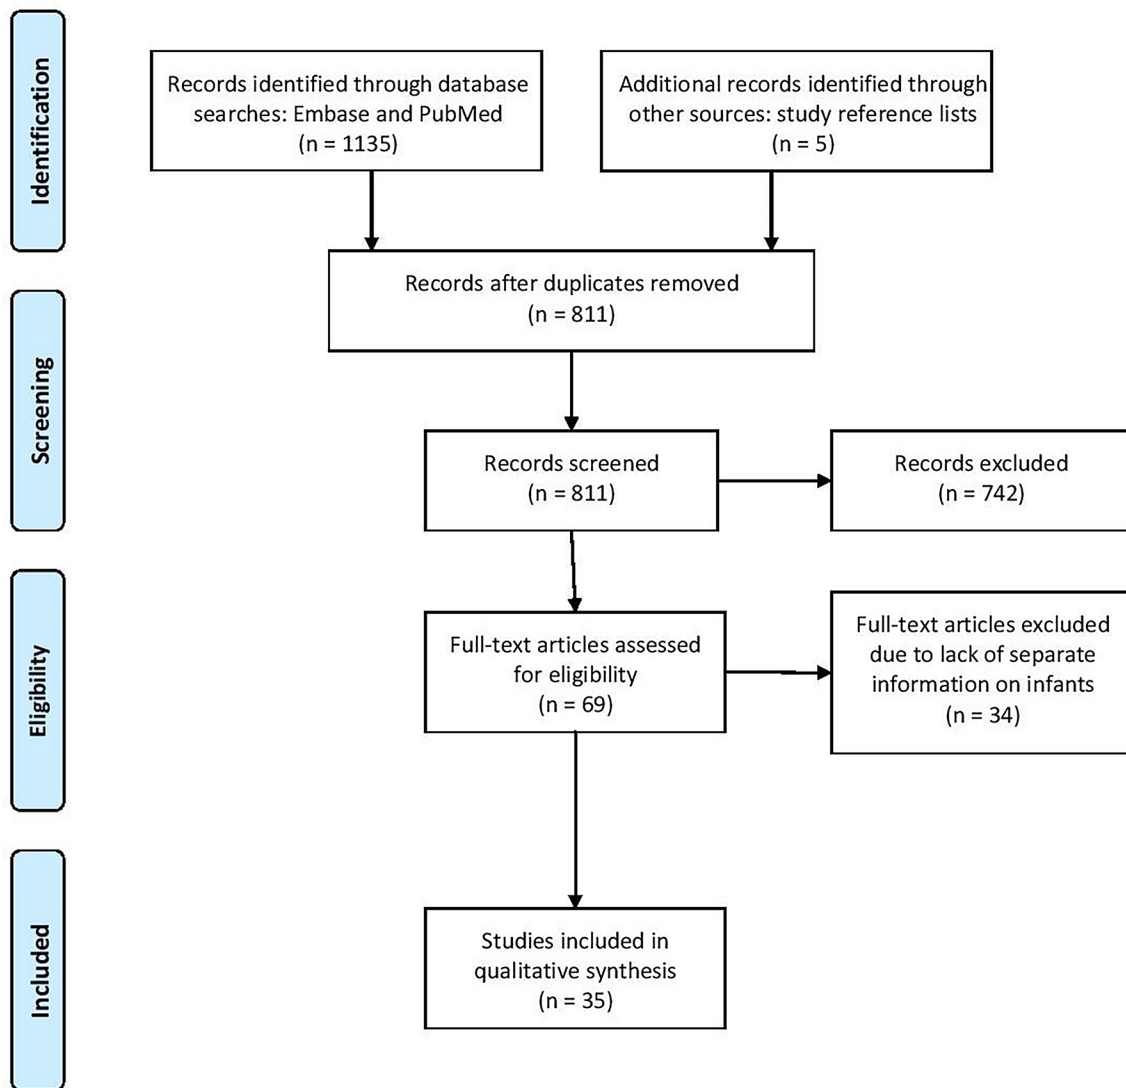 Identification
Records identified through database
searches: Embase and PubMed
(n = 1135)
Additional records identified through
other sources: study reference lists
(n = 5)
Records after duplicates removed
(n = 811)
Screening
Records screened
(n = 811)
Records excluded
(n = 742)
Eligibility
Full-text articles assessed
for eligibility
(n = 69)
Full-text articles excluded
due to lack of separate
information on infants
(n = 34)
Included
Studies included in
qualitative synthesis
(n = 35)